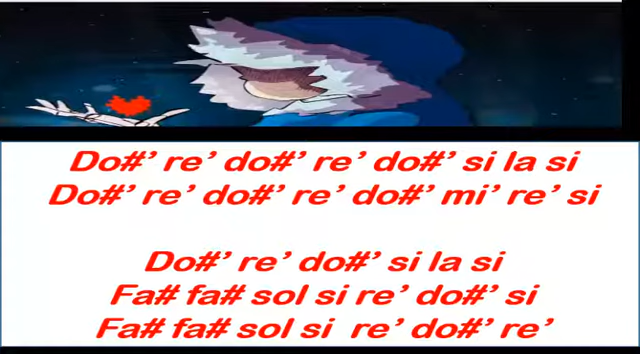 Do#’ re’ do#’ re’ do#’ si la si
Do#’ re’ do#’ re’ do#’ mi’ re’ si
Do#’ re’ do#’ si la si
Fa# fa# sol si re’ do#’ si
Fa# fa# sol si re’ do#’ re’